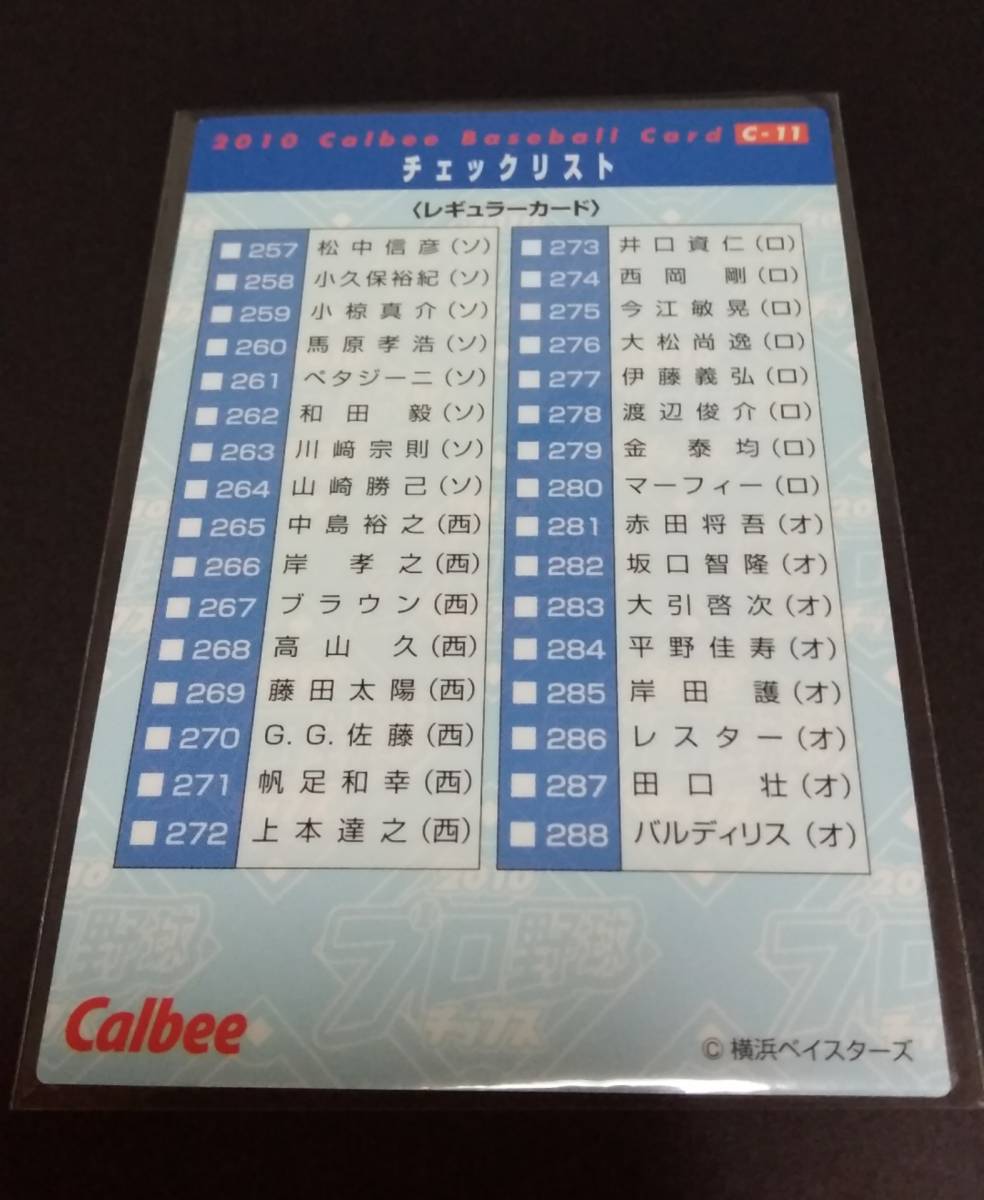 2010 Calbee Baseball Card C-11
チェックリスト
〈レギュラーカード〉
257 松中信彦(ソ)
258 小久保裕紀(ソ)
259 小椋真介(ソ)
260 馬原孝浩(ソ)
261 ペタジーニ(ソ)
262 和田 毅(ソ)
263 川﨑宗則(ソ)
264 山崎勝己(ソ)
265 中島裕之(西)
266 岸 孝之(西)
267 ブラウン(西)
268 高山 久(西)
269 藤田太陽(西)
270 G.G.佐藤(西)
271 帆足和幸(西)
272 上本達之(西)
273 井口資仁(ロ)
274 西岡 剛(ロ)
275 今江敏晃(ロ)
276 大松尚逸(ロ)
277 伊藤義弘(ロ)
278 渡辺俊介(ロ)
279 金 泰均(ロ)
280 マーフィー(ロ)
281 赤田将吾(オ)
282 坂口智隆(オ)
283 大引啓次(オ)
284 平野佳寿(オ)
285 岸田 護(オ)
286 レスター(オ)
287 田口 壮(オ)
288 バルディリス(オ)
2010
プロ野球
チップス
Calbee
© 横浜ベイスターズ